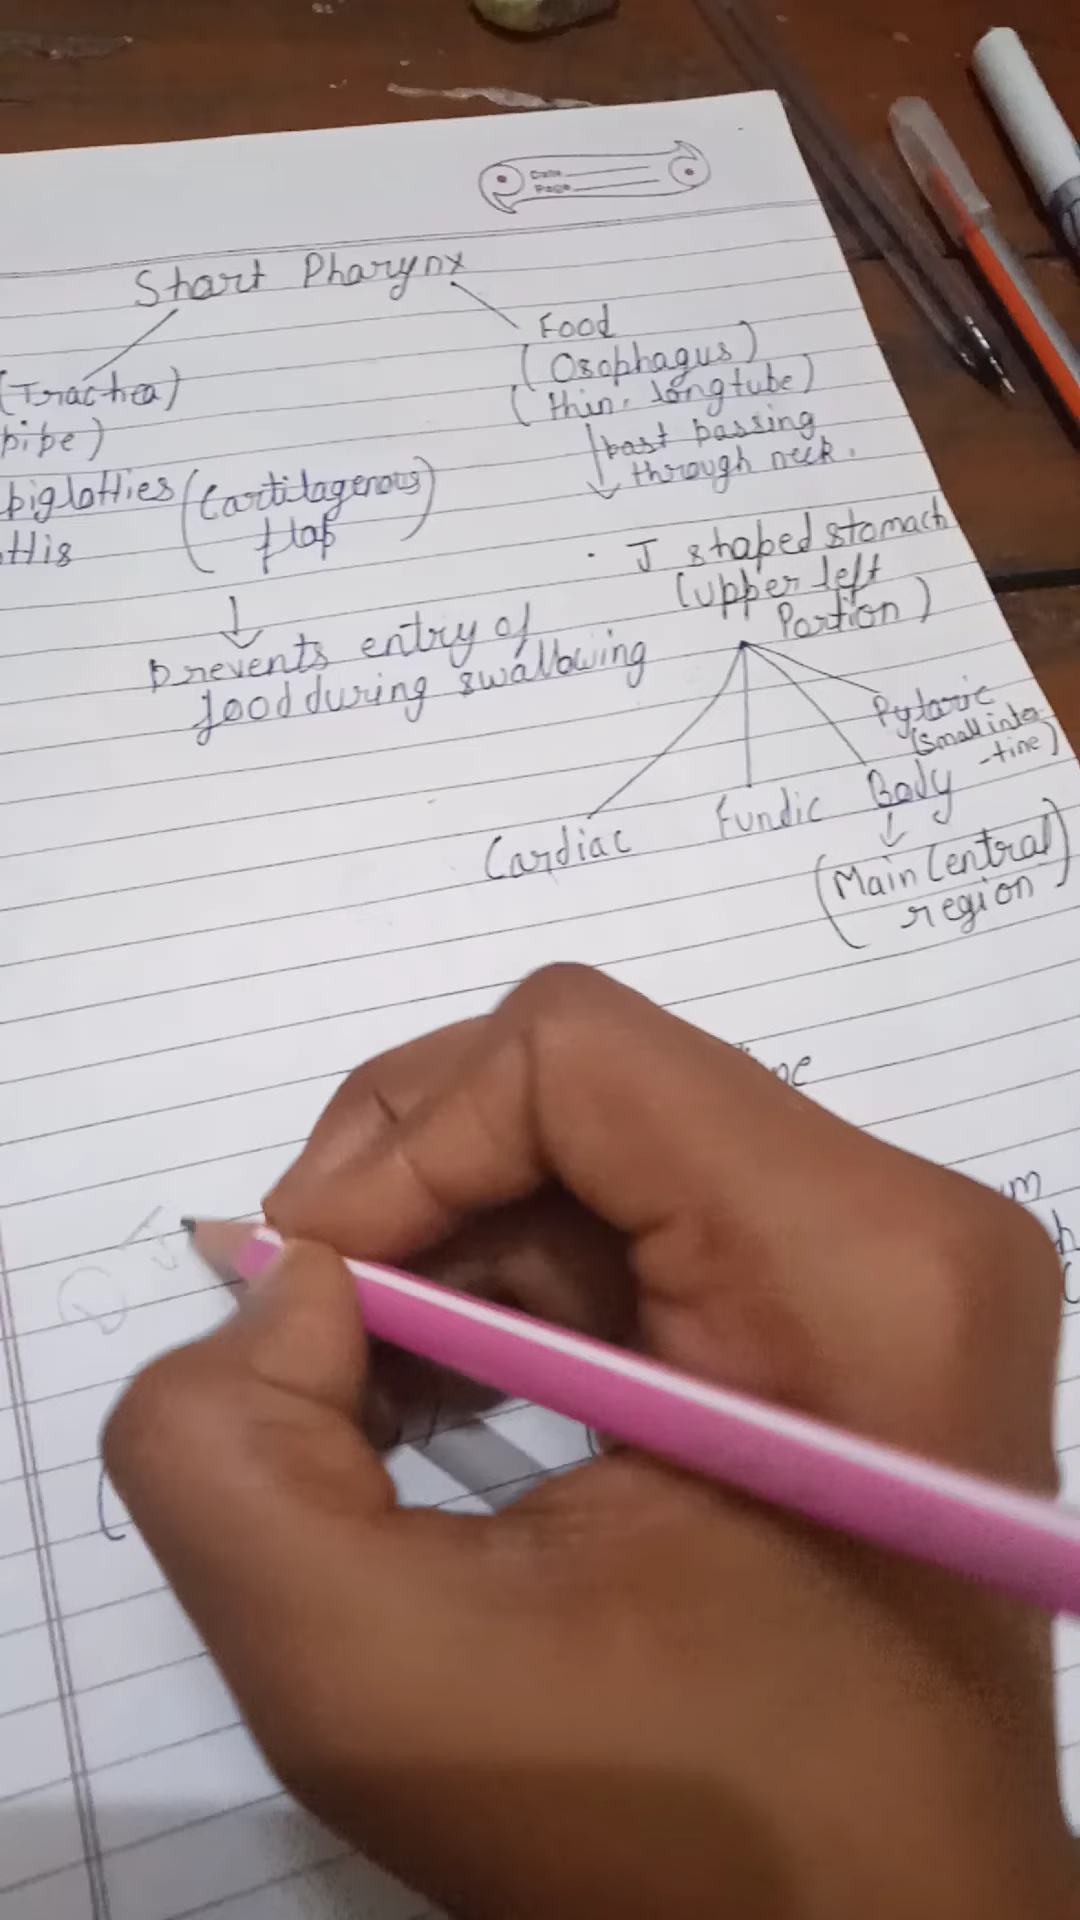 Date
Page
Start Pharynx
Food
(Trachea)
(Osophagus)
(thin, long tube)
pipe)
past passing
through neck.
piglotties (Cartilagenous
flap)
ttis
J shaped stomach
(upper left
Portion)
prevents entry of
food during swallowing
Pyloric
(small intes
-tine)
Cardiac
Fundic
Body
(Main Central
region)
Q